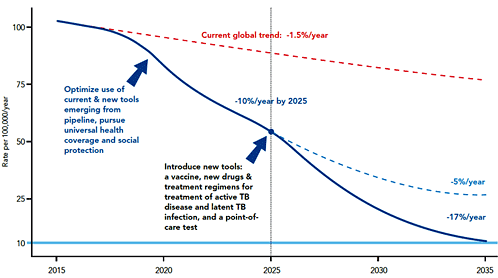 100
75
50
25
10
Rate per 100,000/year
Current global trend: -1.5%/year
Optimize use of
current & new tools
emerging from
pipeline, pursue
universal health
coverage and social
protection
-10%/year by 2025
Introduce new tools:
a vaccine, new drugs &
treatment regimens for
treatment of active TB
disease and latent TB
infection, and a point-of-
care test
-5%/year
-17%/year
2015
2020
2025
2030
2035